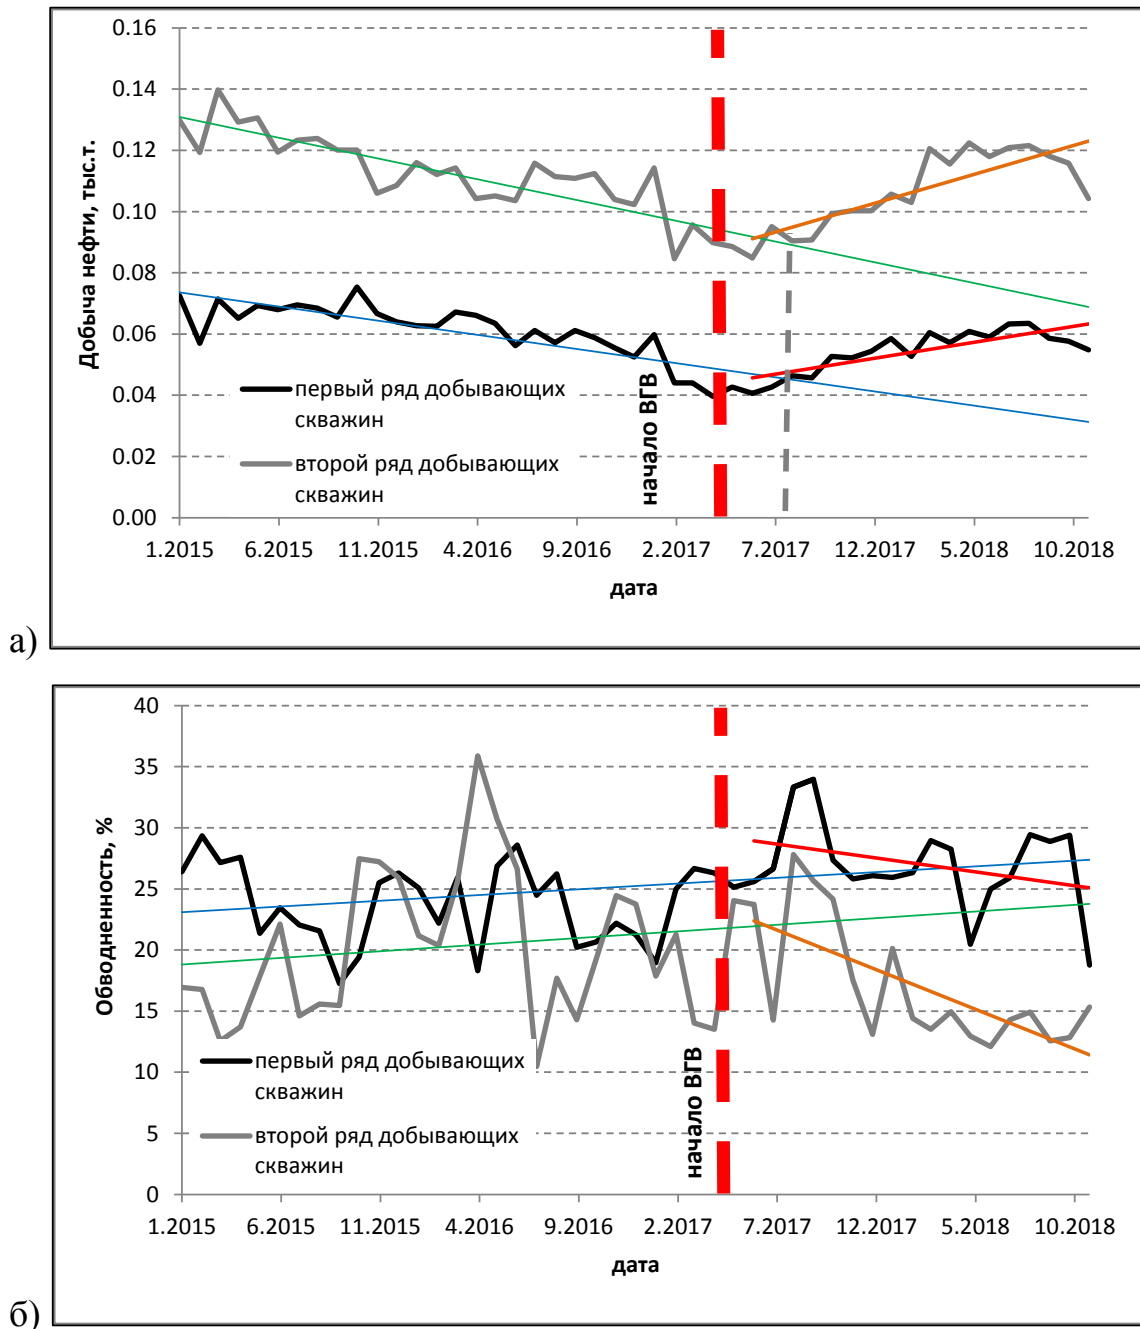 0.16
0.14
0.12
0.10
0.08
0.06
0.04
0.02
0.00
Добыча нефти, тыс.т.
первый ряд добывающих
скважин
второй ряд добывающих
скважин
начало ВГВ
1.2015 6.2015 11.2015 4.2016 9.2016 2.2017 7.2017 12.2017 5.2018 10.2018
дата
а)
40
35
30
25
20
15
10
5
0
Обводненность, %
первый ряд добывающих
скважин
второй ряд добывающих
скважин
начало ВГВ
1.2015 6.2015 11.2015 4.2016 9.2016 2.2017 7.2017 12.2017 5.2018 10.2018
дата
б)